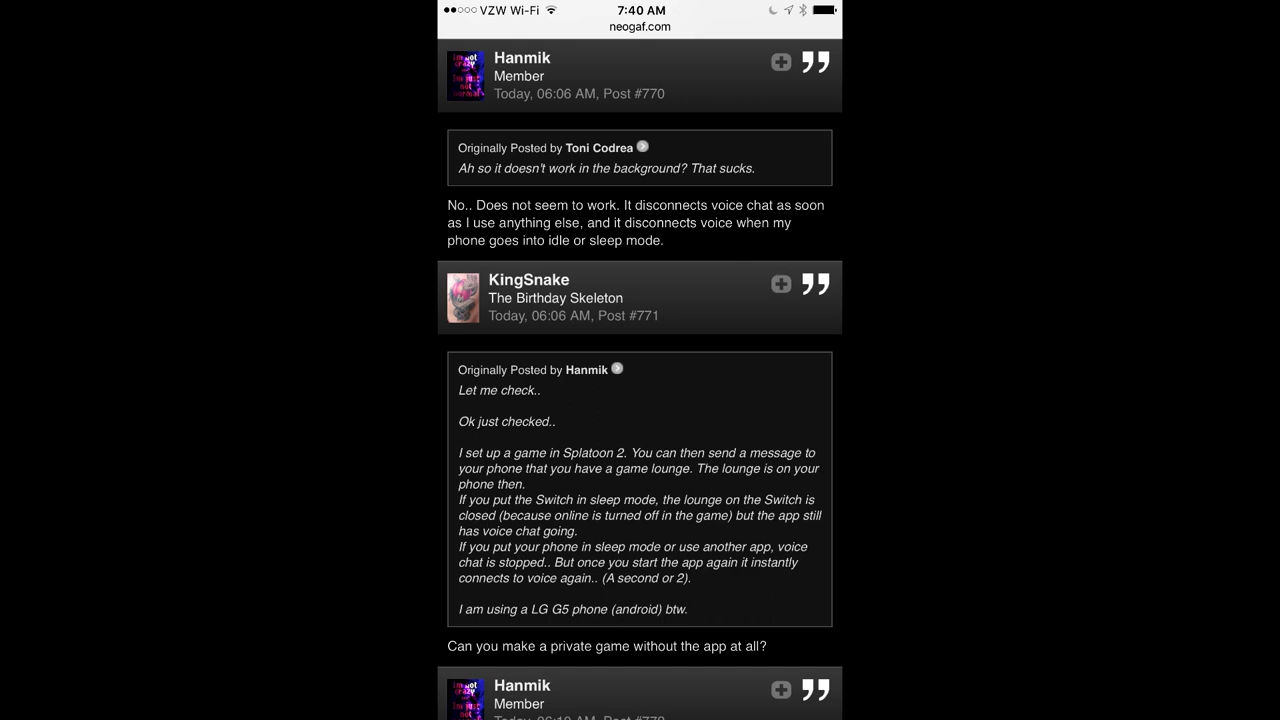 VZW Wi-Fi 7:40 AM
neogaf.com
Hanmik
Member
Today, 06:06 AM, Post #770
Originally Posted by Toni Codrea
Ah so it doesn't work in the background? That sucks.
No.. Does not seem to work. It disconnects voice chat as soon
as I use anything else, and it disconnects voice when my
phone goes into idle or sleep mode.
KingSnake
The Birthday Skeleton
Today, 06:06 AM, Post #771
Originally Posted by Hanmik
Let me check..
Ok just checked..
I set up a game in Splatoon 2. You can then send a message to
your phone that you have a game lounge. The lounge is on your
phone then.
If you put the Switch in sleep mode, the lounge on the Switch is
closed (because online is turned off in the game) but the app still
has voice chat going.
If you put your phone in sleep mode or use another app, voice
chat is stopped.. But once you start the app again it instantly
connects to voice again.. (A second or 2).
I am using a LG G5 phone (android) btw.
Can you make a private game without the app at all?
Hanmik
Member